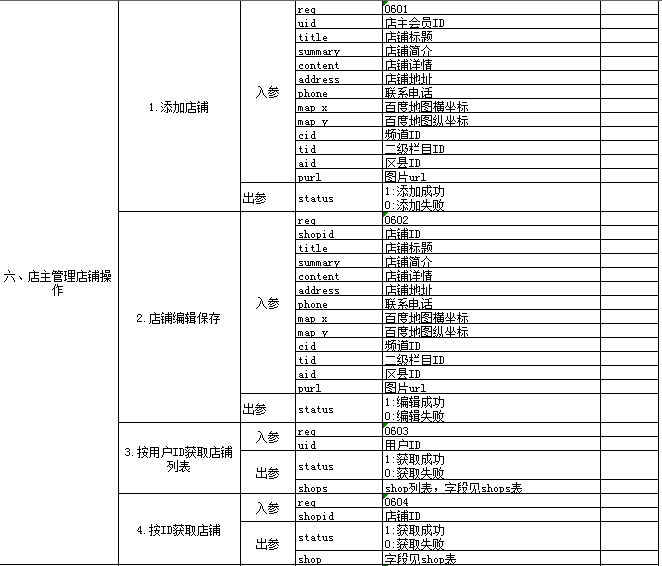 六、店主管理店铺操
作
1.添加店铺
入参
req 0601
uid 店主会员ID
title 店铺标题
summary 店铺简介
content 店铺详情
address 店铺地址
phone 联系电话
map_x 百度地图横坐标
map_y 百度地图纵坐标
cid 频道ID
tid 二级栏目ID
aid 区县ID
purl 图片url
出参
status 1:添加成功
0:添加失败
2.店铺编辑保存
入参
req 0602
shopid 店铺ID
title 店铺标题
summary 店铺简介
content 店铺详情
address 店铺地址
phone 联系电话
map_x 百度地图横坐标
map_y 百度地图纵坐标
cid 频道ID
tid 二级栏目ID
aid 区县ID
purl 图片url
出参
status 1:编辑成功
0:编辑失败
3.按用户ID获取店铺
列表
入参
req 0603
uid 用户ID
出参
status 1:获取成功
0:获取失败
shops shop列表，字段见shops表
4.按ID获取店铺
入参
req 0604
shopid 店铺ID
出参
status 1:获取成功
0:获取失败
shop 字段见shop表